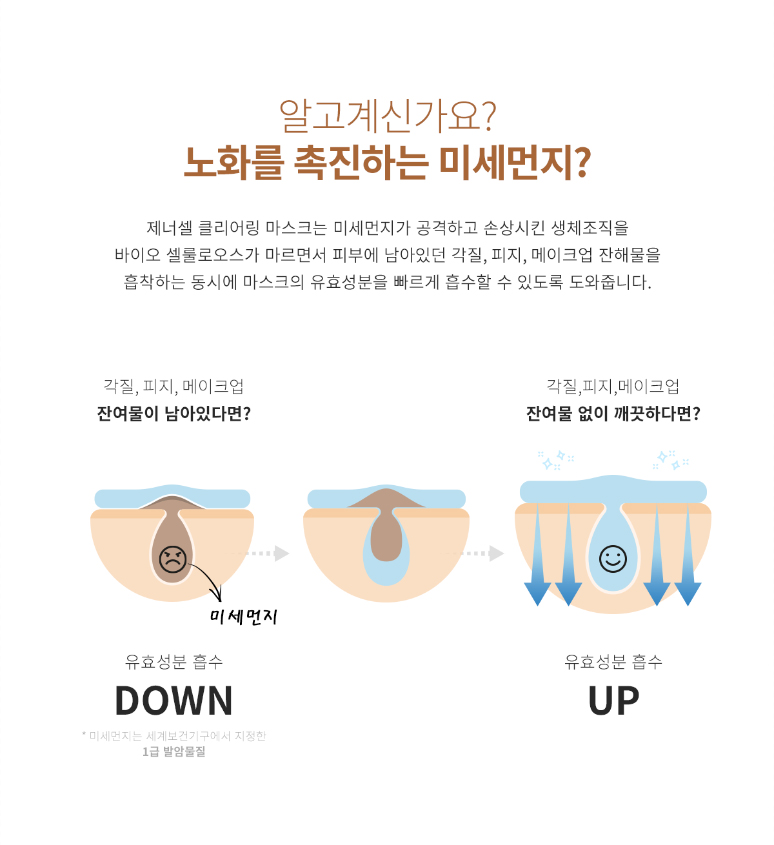 알고계신가요?
노화를 촉진하는 미세먼지?
제너셀 클리어링 마스크는 미세먼지가 공격하고 손상시킨 생체조직을
바이오 셀룰로오스가 마르면서 피부에 남아있던 각질, 피지, 메이크업 잔해물을
흡착하는 동시에 마스크의 유효성분을 빠르게 흡수할 수 있도록 도와줍니다.
각질, 피지, 메이크업
잔여물이 남아있다면?
각질,피지,메이크업
잔여물 없이 깨끗하다면?
미세먼지
유효성분 흡수
DOWN
* 미세먼지는 세계보건기구에서 지정한
1급 발암물질
유효성분 흡수
UP